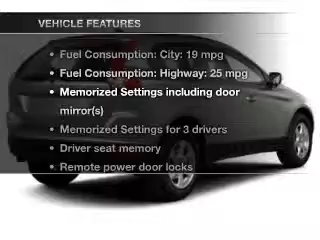 VEHICLE FEATURES
• Fuel Consumption: City: 19 mpg
• Fuel Consumption: Highway: 25 mpg
• Memorized Settings including door
mirror(s)
• Memorized Settings for 3 drivers
• Driver seat memory
• Remote power door locks